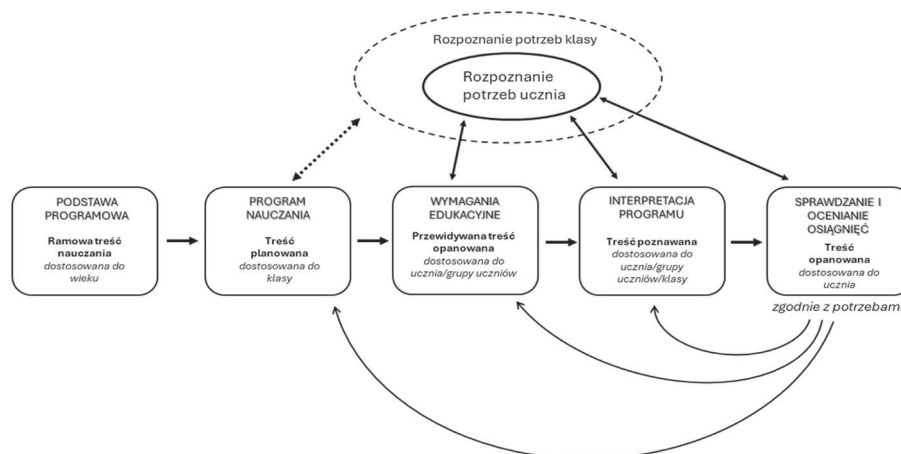 Rozpoznanie potrzeb klasy
Rozpoznanie
potrzeb ucznia
PODSTAWA
PROGRAMOWA
Ramowa treść
nauczania
dostosowana do
wieku
PROGRAM
NAUCZANIA
Treść
planowana
dostosowana do
klasy
WYMAGANIA
EDUKACYJNE
Przewidywana treść
opanowana
dostosowana do
ucznia/grupy uczniów
INTERPRETACJA
PROGRAMU
Treść poznawana
dostosowana do
ucznia/grupy
uczniów/klasy
SPRAWDZANIE I
OCENIANIE
OSIĄGNIĘĆ
Treść
opanowana
dostosowana do
ucznia
zgodnie z potrzebami